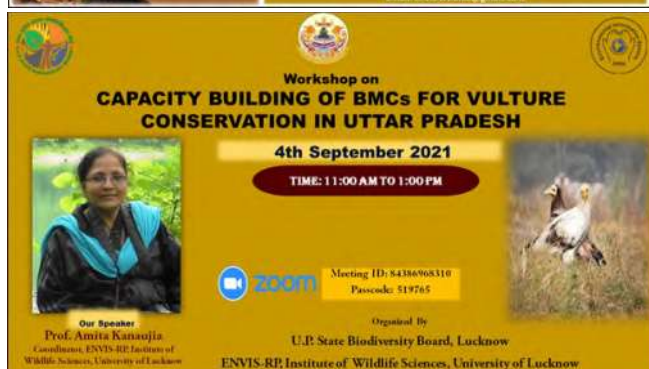 Workshop on
CAPACITY BUILDING OF BMCs FOR VULTURE
CONSERVATION IN UTTAR PRADESH
4th September 2021
TIME: 11:00 AM TO 1:00 PM
zoom
Meeting ID: 84386968310
Passcode: 519765
Our Speaker
Prof. Amita Kanaujia
Coordinator, ENVIS-RP, Institute of
Wildlife Sciences, University of Lucknow
Organized By
U.P. State Biodiversity Board, Lucknow
ENVIS-RP, Institute of Wildlife Sciences, University of Lucknow